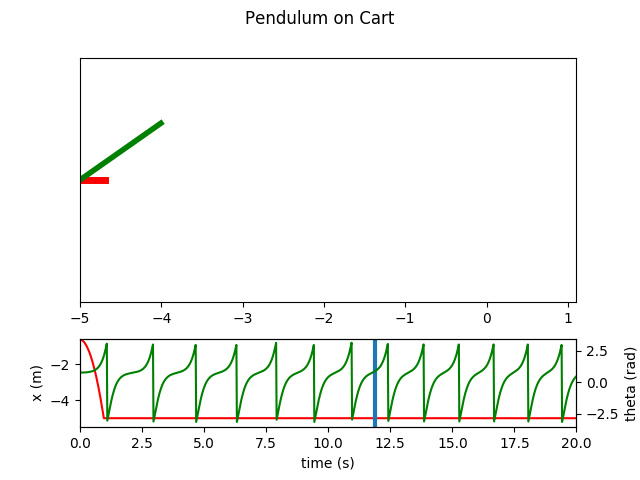 Pendulum on Cart
−5 −4 −3 −2 −1 0 1
−2
−4
x (m)
2.5
0.0
−2.5
theta (rad)
0.0 2.5 5.0 7.5 10.0 12.5 15.0 17.5 20.0
time (s)